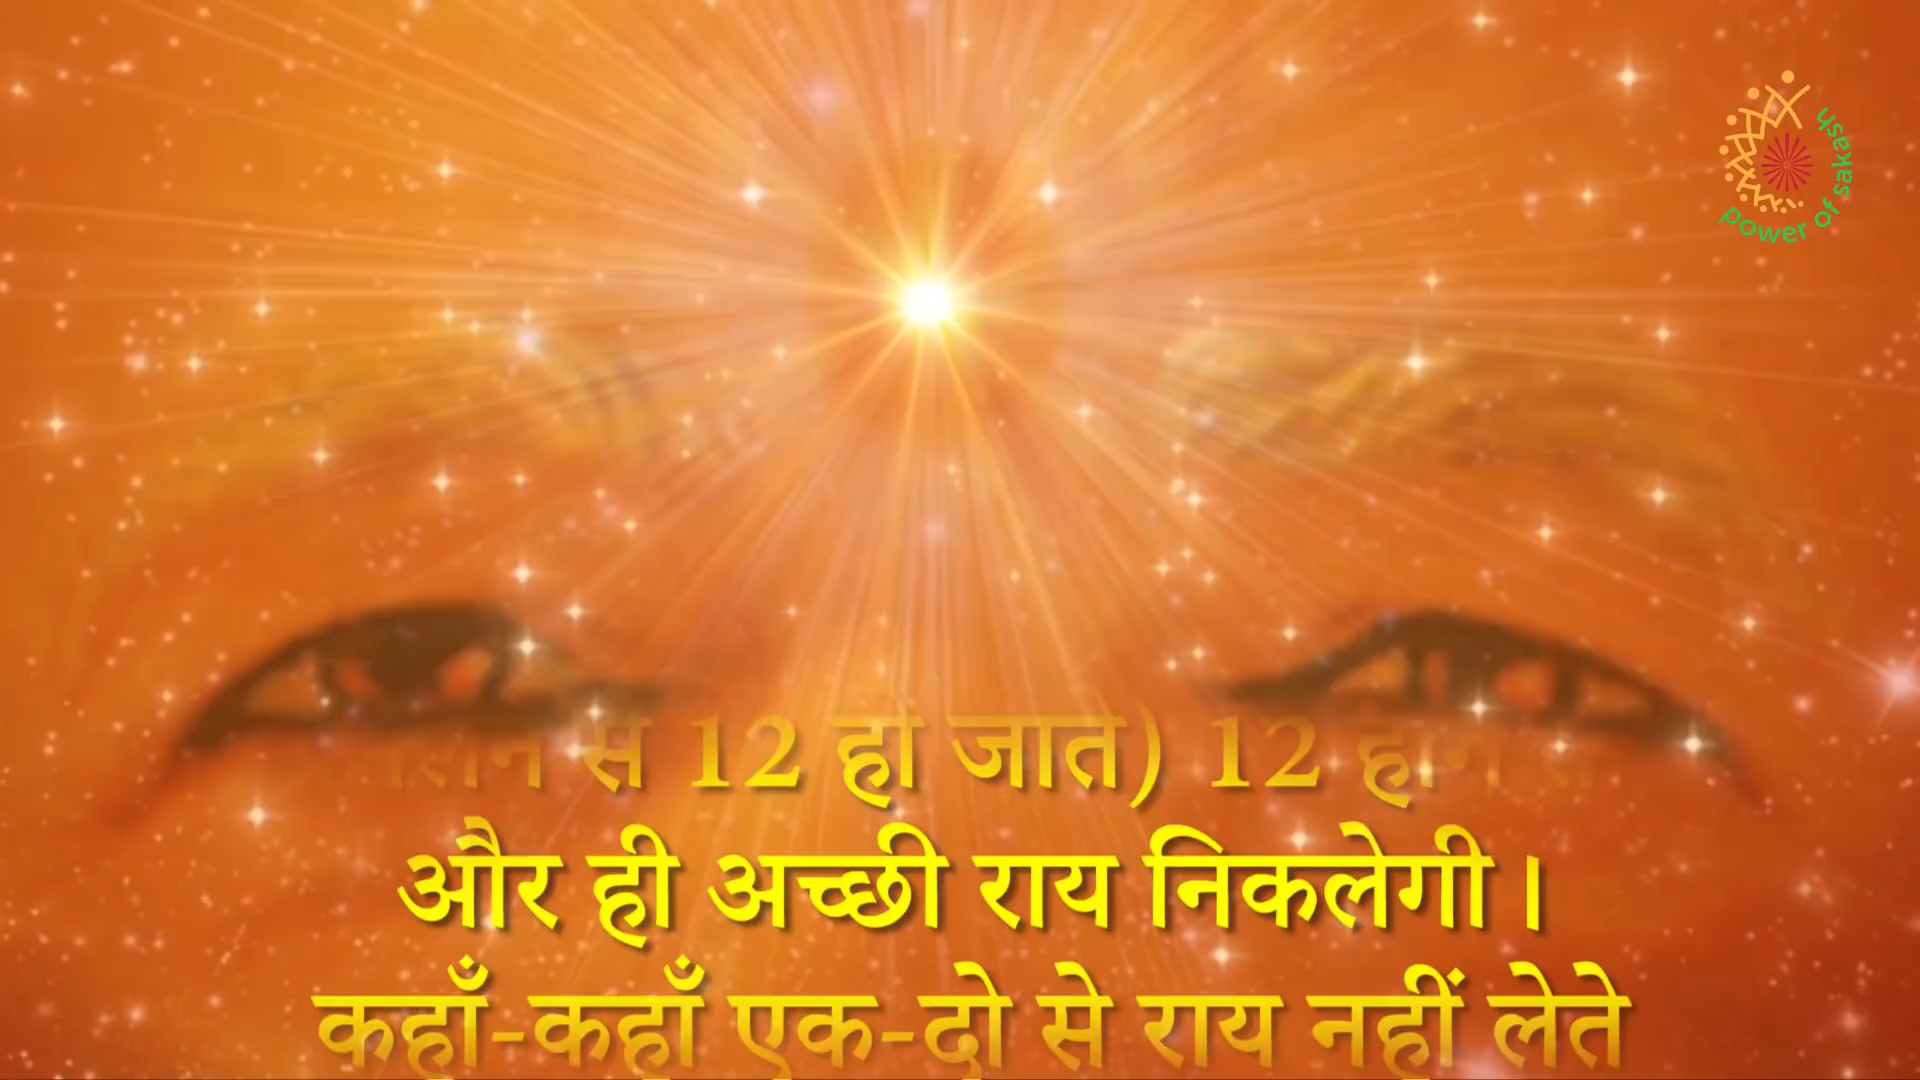 power of sakash
से 12 हो जाते) 12 होंगे
और ही अच्छी राय निकलेगी।
कहाँ-कहाँ एक-दो से राय नहीं लेते